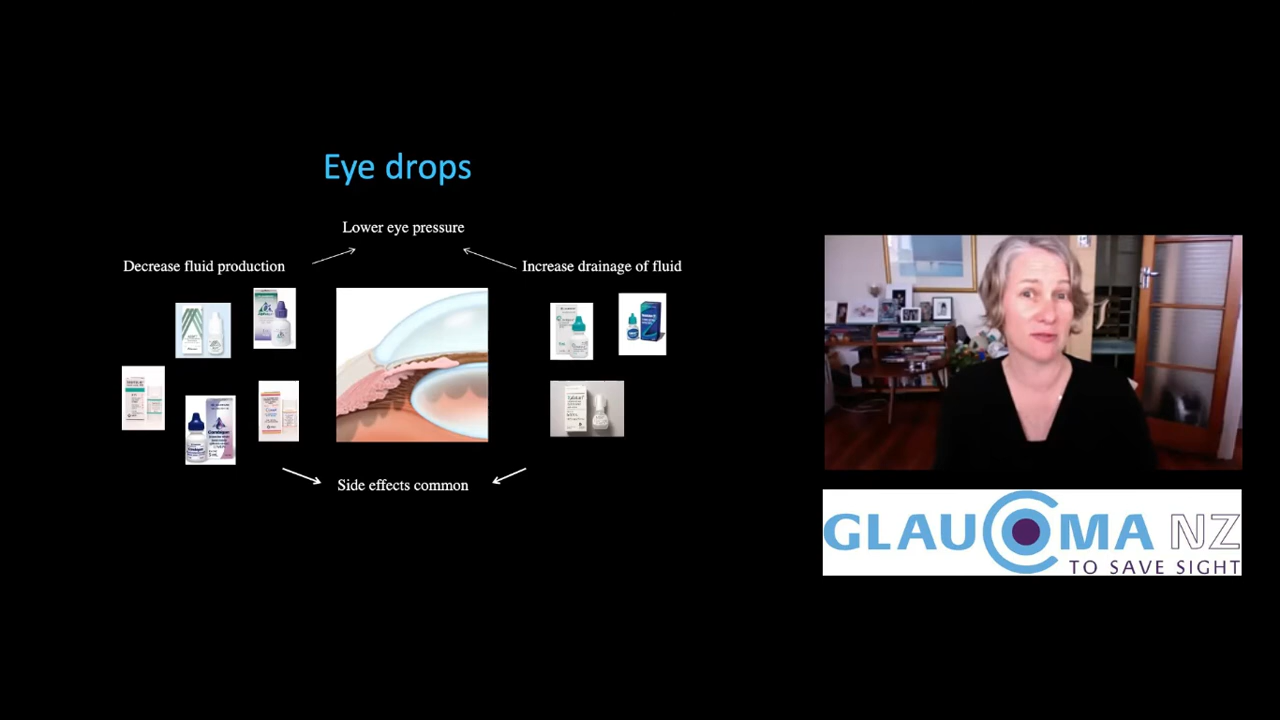 Eye drops
Lower eye pressure
Decrease fluid production
Increase drainage of fluid
Side effects common
GLAUCOMA NZ
TO SAVE SIGHT